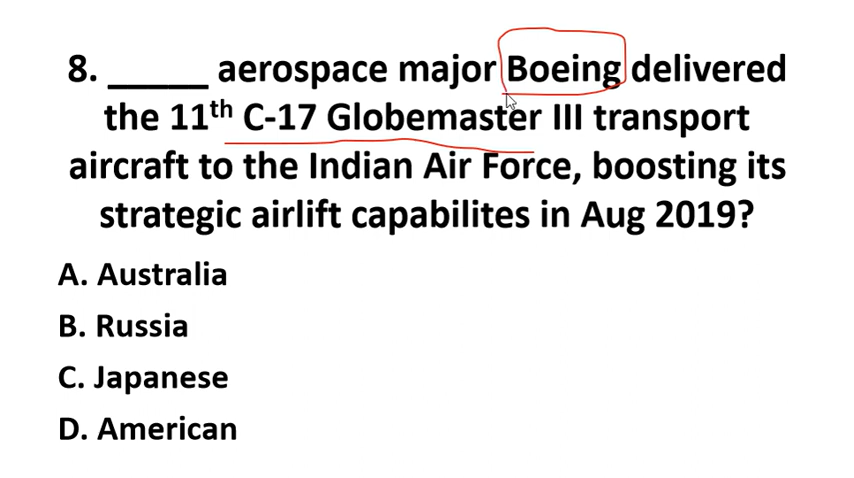 8. _____ aerospace major Boeing delivered
the 11th C-17 Globemaster III transport
aircraft to the Indian Air Force, boosting its
strategic airlift capabilites in Aug 2019?
A. Australia
B. Russia
C. Japanese
D. American